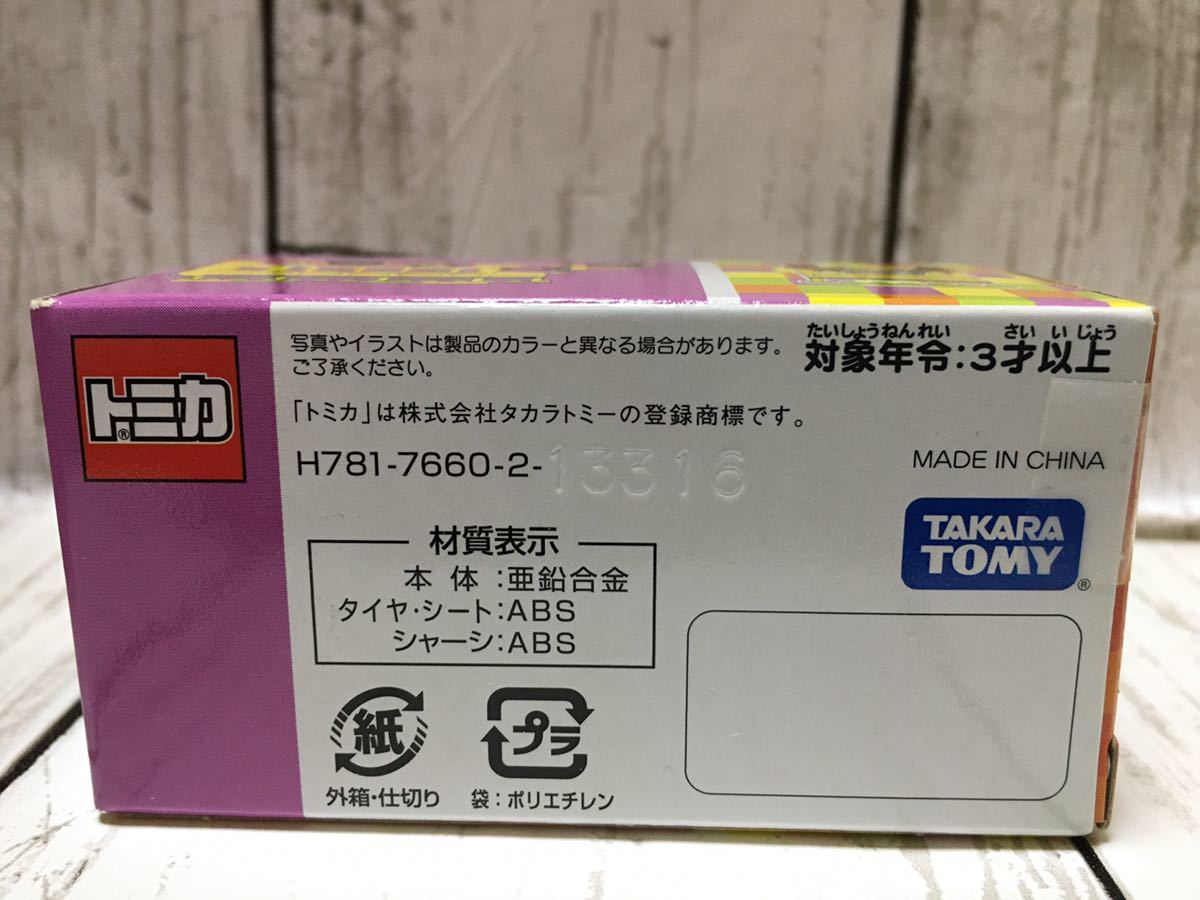 トミカ®
写真やイラストは製品のカラーと異なる場合があります。
ご了承ください。
たいしょうねんれい さいいじょう
対象年令:3才以上
「トミカ」は株式会社タカラトミーの登録商標です。
H781-7660-2-13316
MADE IN CHINA
TAKARA
TOMY®
材質表示
本体:亜鉛合金
タイヤ・シート:ABS
シャーシ:ABS
紙
外箱・仕切り
プラ
袋:ポリエチレン